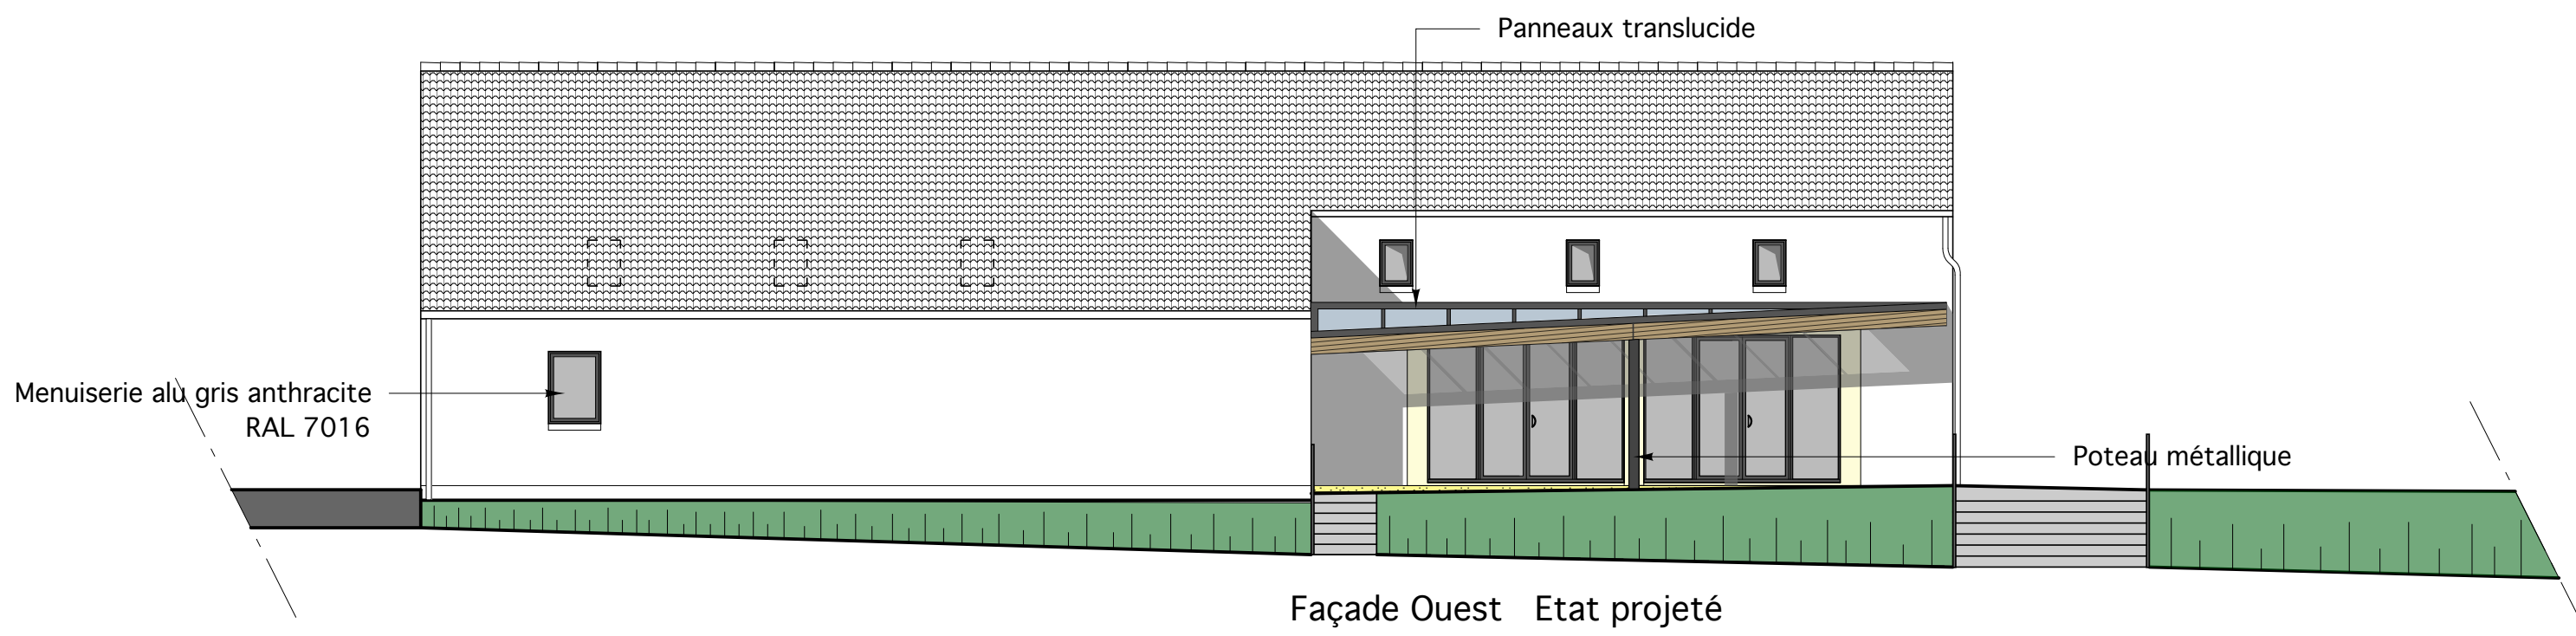 Panneaux translucide
Menuiserie alu gris anthracite
RAL 7016
Poteau métallique
Façade Ouest Etat projeté